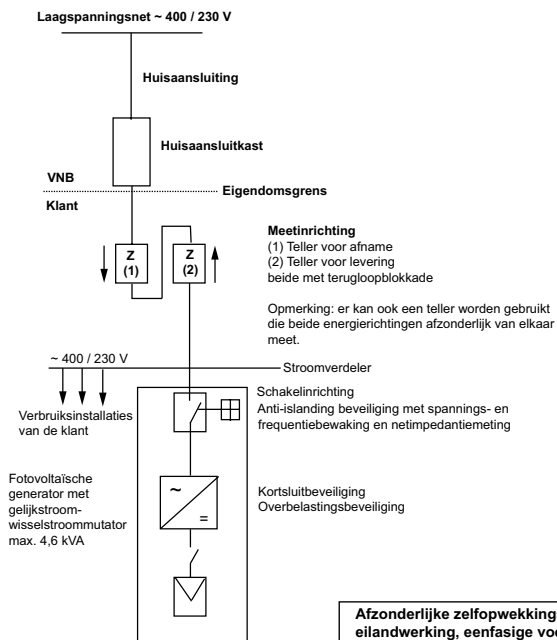 Laagspanningsnet ~ 400 / 230 V
Huisaansluiting
Huisaansluitkast
VNB
Eigendomsgrens
Klant
Z
(1)
Z
(2)
Meetinrichting
(1) Teller voor afname
(2) Teller voor levering
beide met terugloopblokkade
Opmerking: er kan ook een teller worden gebruikt
die beide energierichtingen afzonderlijk van elkaar
meet.
~ 400 / 230 V
Stroomverdeler
Verbruiksinstallaties
van de klant
Schakelinrichting
Anti-islanding beveiliging met spannings- en
frequentiebewaking en netimpedantiemeting
Fotovoltaïsche
generator met
gelijkstroom-
wisselstroommutator
max. 4,6 kVA
~
=
Kortsluitbeveiliging
Overbelastingsbeveiliging
Afzonderlijke zelfopwekking
eilandwerking, eenfasige